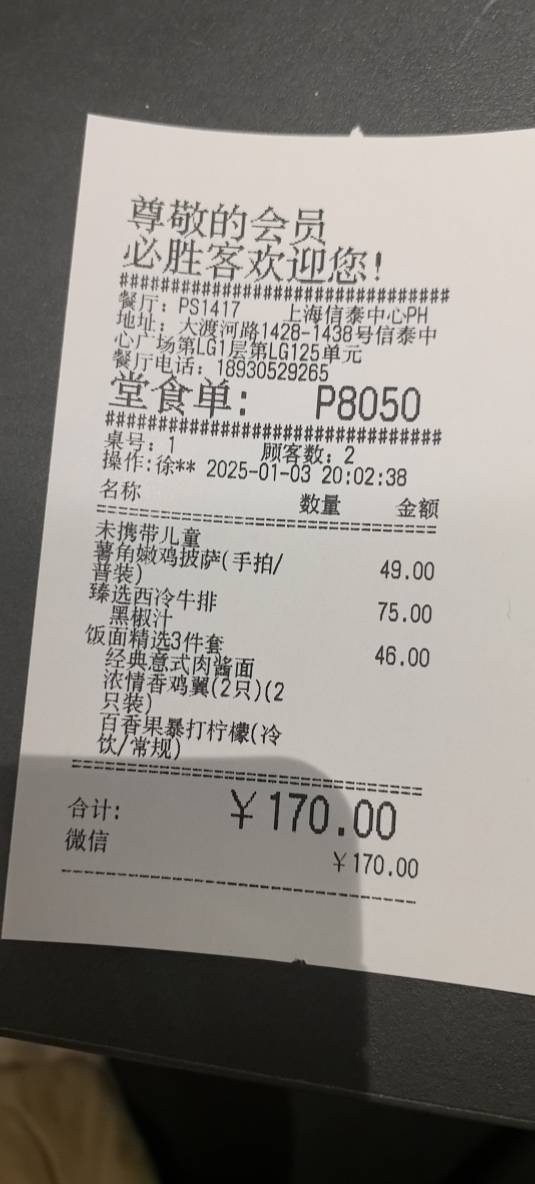 尊敬的会员
必胜客欢迎您!
################################
餐厅: PS1417 上海信泰中心PH
地址: 大渡河路1428-1438号信泰中
心广场第LG1层第LG125单元
餐厅电话: 18930529265
堂食单: P8050
################################
桌号: 1 顾客数: 2
操作:徐** 2025-01-03 20:02:38
名称 数量 金额
================================
未携带儿童
薯角嫩鸡披萨(手拍/ 49.00
普装)
臻选西冷牛排 75.00
黑椒汁
饭面精选3件套 46.00
经典意式肉酱面
浓情香鸡翼(2只)(2
只装)
百香果暴打柠檬(冷
饮/常规)
================================
合计: ￥170.00
微信 ￥170.00
--------------------------------